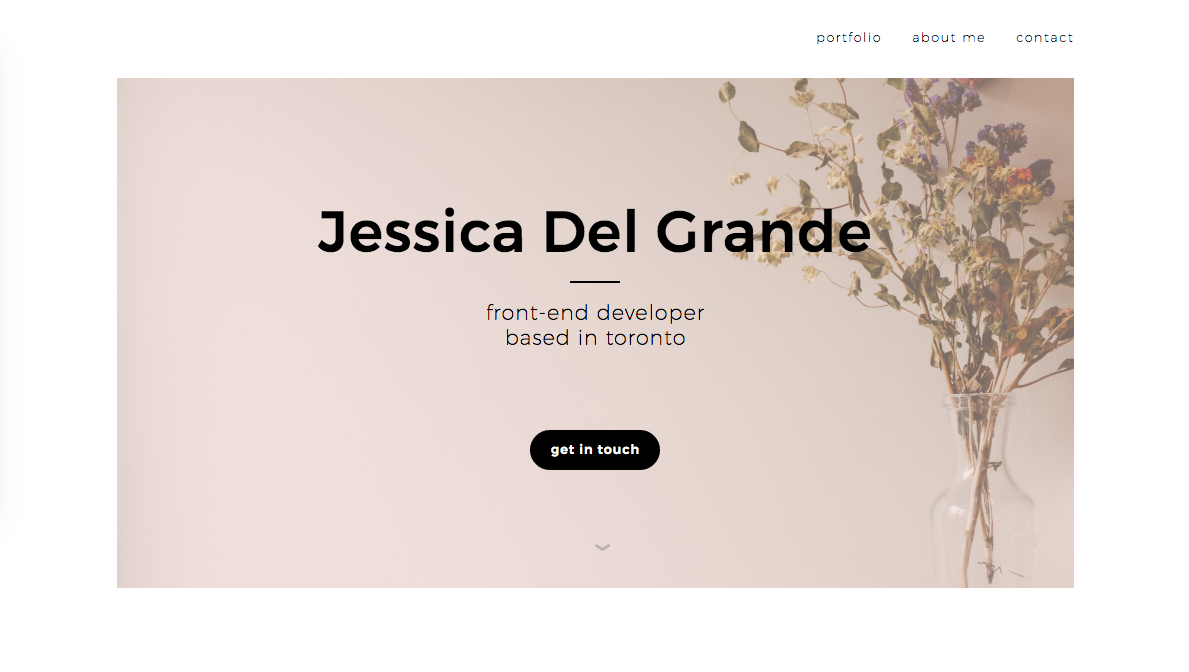 portfolio about me contact
Jessica Del Grande
front-end developer
based in toronto
get in touch